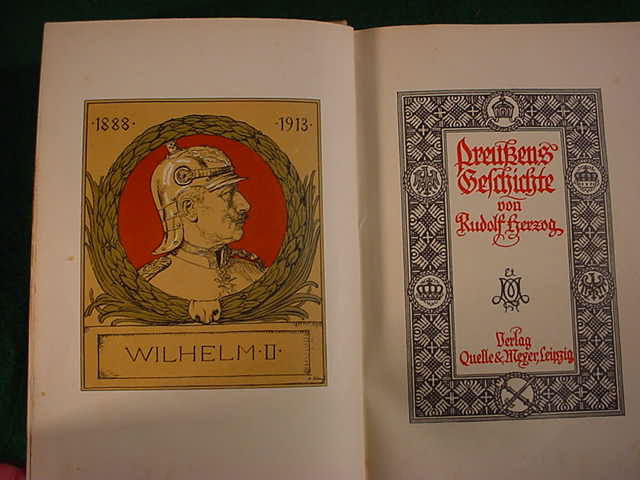 ·1888· ·1913·
WILHELM·II·
Preußens
Geschichte
von
Rudolf Herzog
Verlag
Quelle & Meyer, Leipzig